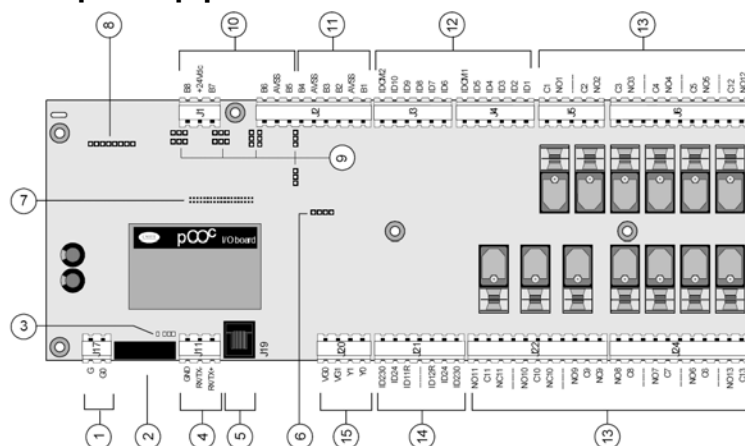 8
10
11
12
13
B8
+24Vdc
B7
B6
AVSS
B5
B4
AVSS
B3
B2
AVSS
B1
IDCM2
ID10
ID9
ID8
ID7
ID6
IDCM1
ID5
ID4
ID3
ID2
ID1
C1
NO1
C2
NO2
C3
NO3
C4
NO4
C5
NO5
C12
NO12
J1
J2
J3
J4
J5
J6
9
7
pCOC I/O board
6
3
J17
J11
J19
J20
J21
J22
J24
G
G0
GND
RX/TX-
RX/TX+
VG0
VG1
Y1
Y0
ID230
ID24
ID11R
ID12R
ID24
ID230
NO11
C11
NC11
NO10
C10
NC10
NO9
C9
NC9
NO8
C8
NO7
C7
NO6
C6
NO13
C13
1
2
4
5
15
14
13